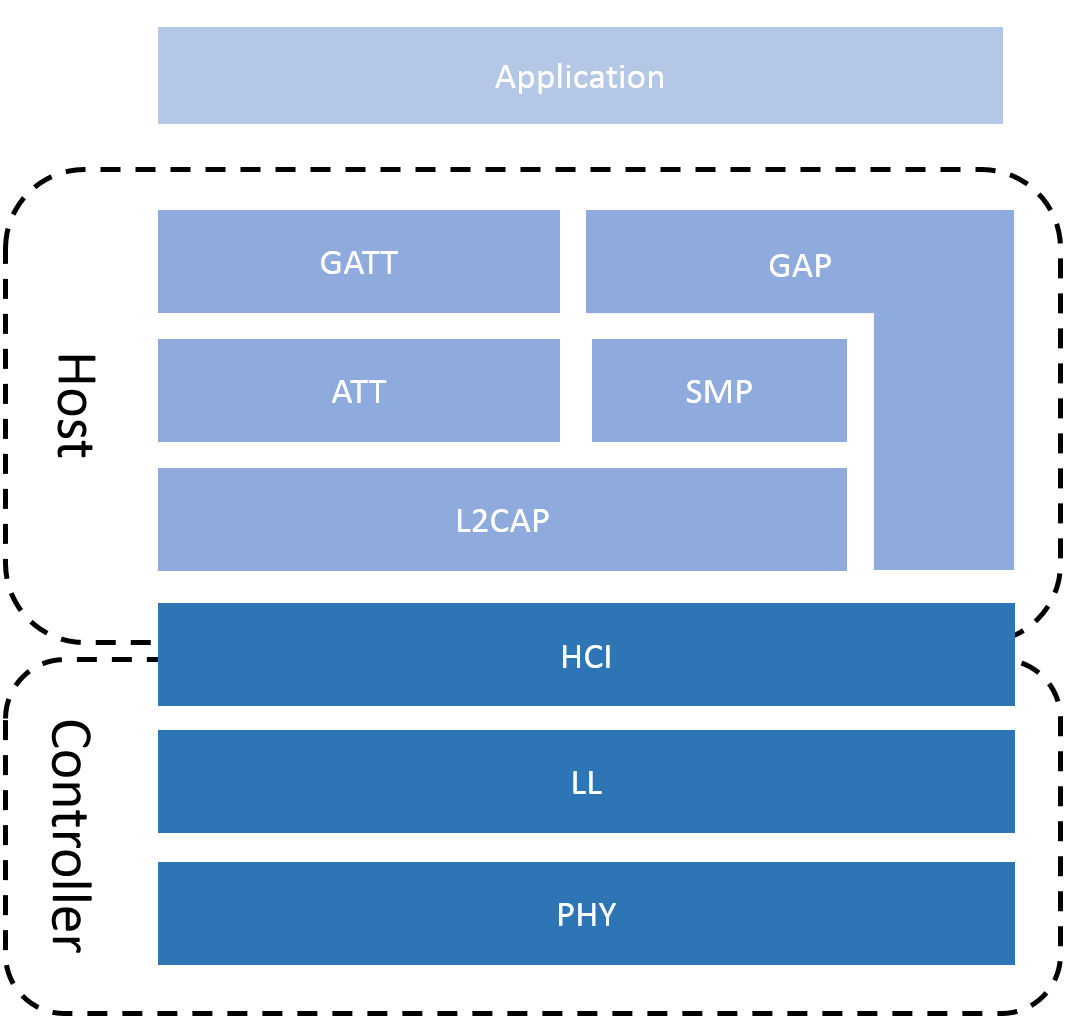 Application
Host
GATT
GAP
ATT
SMP
L2CAP
HCI
Controller
LL
PHY